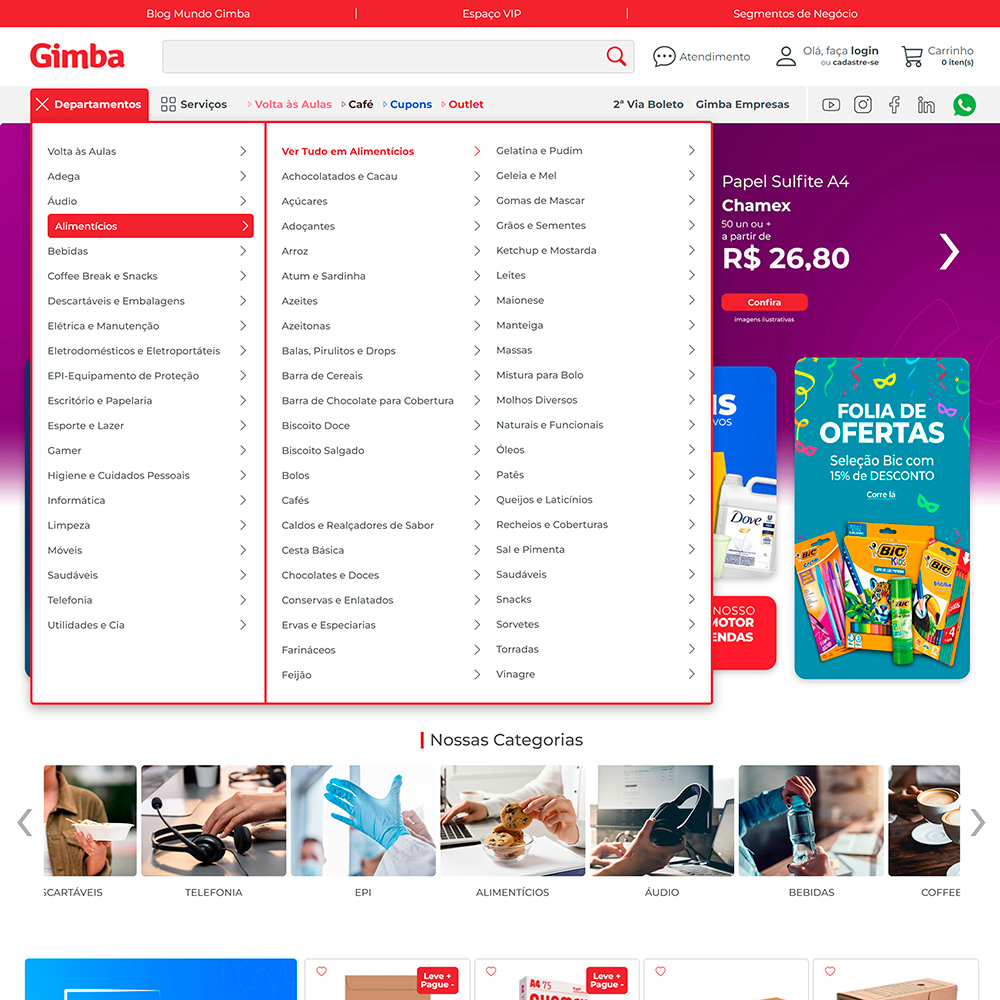 Blog Mundo Gimba | Espaço VIP | Segmentos de Negócio
Gimba
Atendimento
Olá, faça login
ou cadastre-se
Carrinho
0 iten(s)
Departamentos
Serviços
Volta às Aulas
Café
Cupons
Outlet
2ª Via Boleto
Gimba Empresas
Volta às Aulas
Adega
Áudio
Alimentícios
Bebidas
Coffee Break e Snacks
Descartáveis e Embalagens
Elétrica e Manutenção
Eletrodomésticos e Eletroportáteis
EPI-Equipamento de Proteção
Escritório e Papelaria
Esporte e Lazer
Gamer
Higiene e Cuidados Pessoais
Informática
Limpeza
Móveis
Saudáveis
Telefonia
Utilidades e Cia
Ver Tudo em Alimentícios
Achocolatados e Cacau
Açúcares
Adoçantes
Arroz
Atum e Sardinha
Azeites
Azeitonas
Balas, Pirulitos e Drops
Barra de Cereais
Barra de Chocolate para Cobertura
Biscoito Doce
Biscoito Salgado
Bolos
Cafés
Caldos e Realçadores de Sabor
Cesta Básica
Chocolates e Doces
Conservas e Enlatados
Ervas e Especiarias
Farináceos
Feijão
Gelatina e Pudim
Geleia e Mel
Gomas de Mascar
Grãos e Sementes
Ketchup e Mostarda
Leites
Maionese
Manteiga
Massas
Mistura para Bolo
Molhos Diversos
Naturais e Funcionais
Óleos
Patês
Queijos e Laticínios
Recheios e Coberturas
Sal e Pimenta
Saudáveis
Snacks
Sorvetes
Torradas
Vinagre
Papel Sulfite A4
Chamex
50 un ou +
a partir de
R$ 26,80
Confira
imagens ilustrativas
IS
VOS
Dove
NOSSO
MOTOR
ENDAS
FOLIA DE
OFERTAS
Seleção Bic com
15% de DESCONTO
Corre lá
BIC
BIC
KIDS
BIC
BIC
Nossas Categorias
SCARTÁVEIS
TELEFONIA
EPI
ALIMENTÍCIOS
ÁUDIO
BEBIDAS
COFFEE
Leve +
Pague -
A4 75
Leve +
Pague -